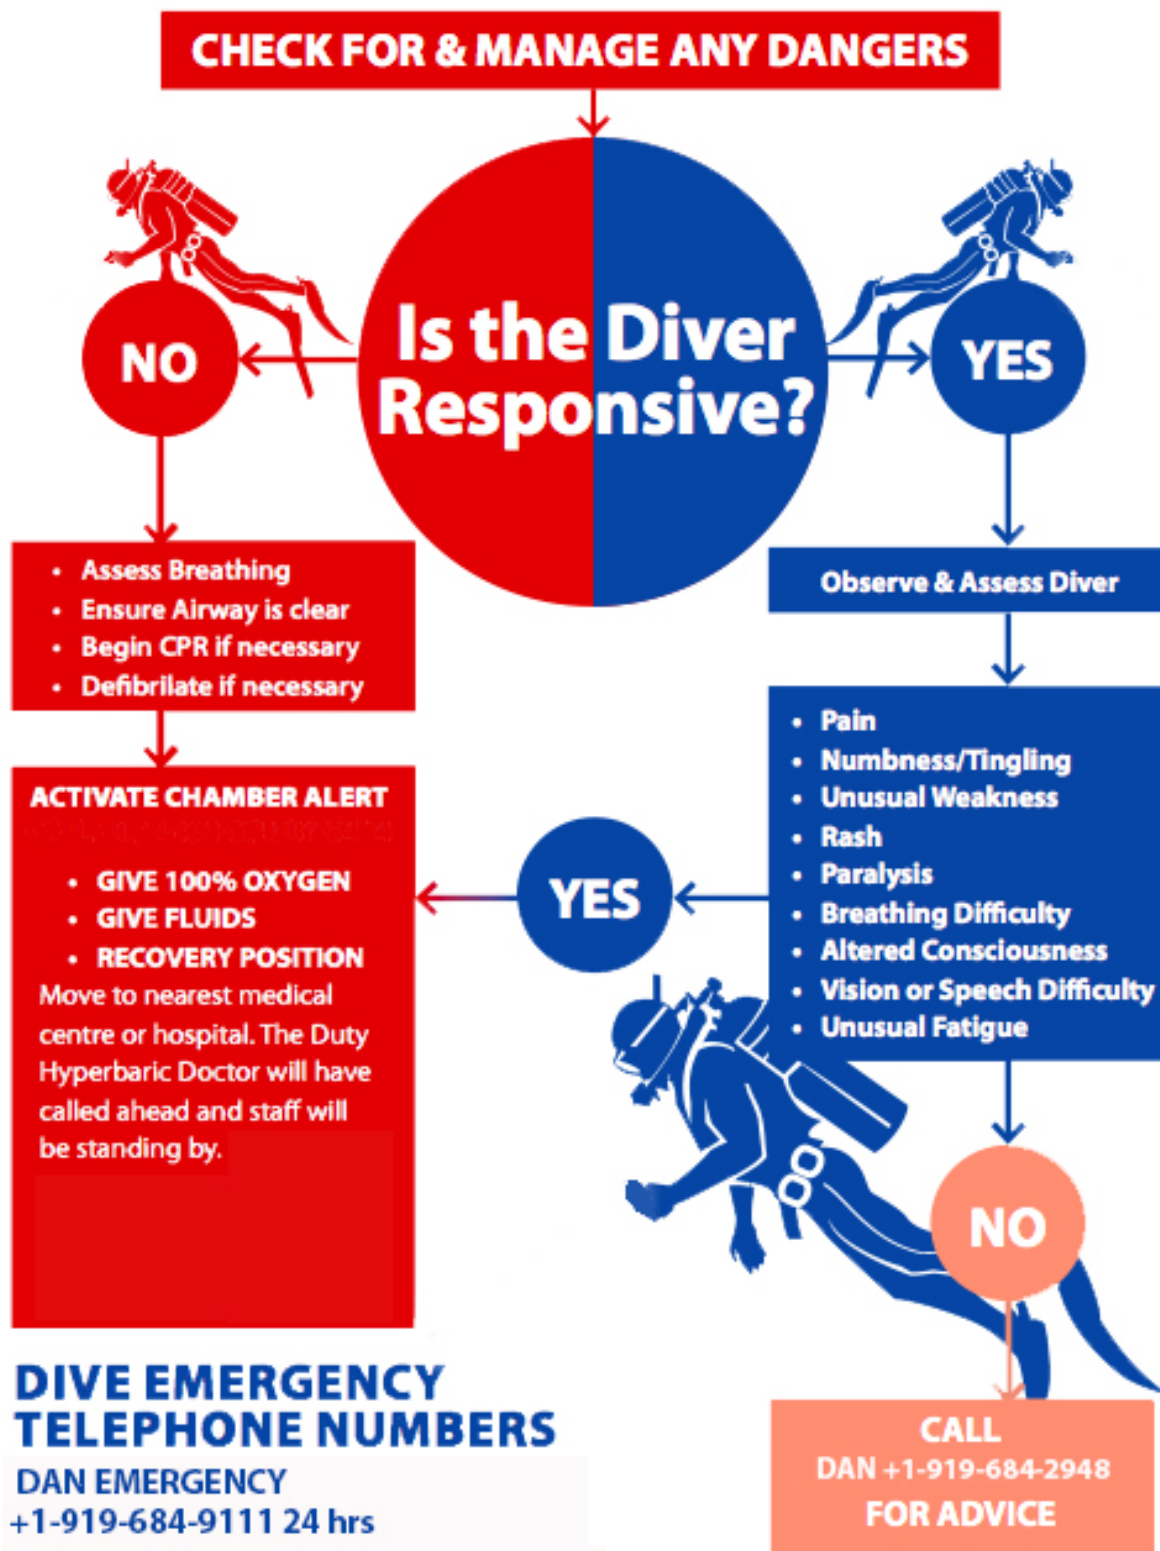 CHECK FOR & MANAGE ANY DANGERS
Is the Diver
Responsive?
NO
YES
• Assess Breathing
• Ensure Airway is clear
• Begin CPR if necessary
• Defibrilate if necessary
Observe & Assess Diver
• Pain
• Numbness/Tingling
• Unusual Weakness
• Rash
• Paralysis
• Breathing Difficulty
• Altered Consciousness
• Vision or Speech Difficulty
• Unusual Fatigue
YES
ACTIVATE CHAMBER ALERT
• GIVE 100% OXYGEN
• GIVE FLUIDS
• RECOVERY POSITION
Move to nearest medical
centre or hospital. The Duty
Hyperbaric Doctor will have
called ahead and staff will
be standing by.
NO
CALL
DAN +1-919-684-2948
FOR ADVICE
DIVE EMERGENCY
TELEPHONE NUMBERS
DAN EMERGENCY
+1-919-684-9111 24 hrs